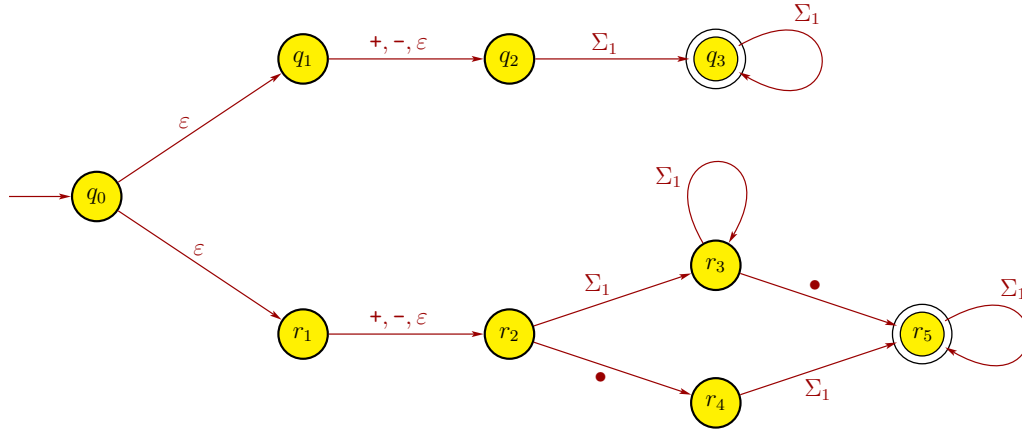 Σ₁
+, -, ε
Σ₁
q₁
q₂
q₃
ε
Σ₁
q₀
ε
r₃
Σ₁
•
Σ₁
+, -, ε
r₁
r₂
r₅
•
Σ₁
r₄